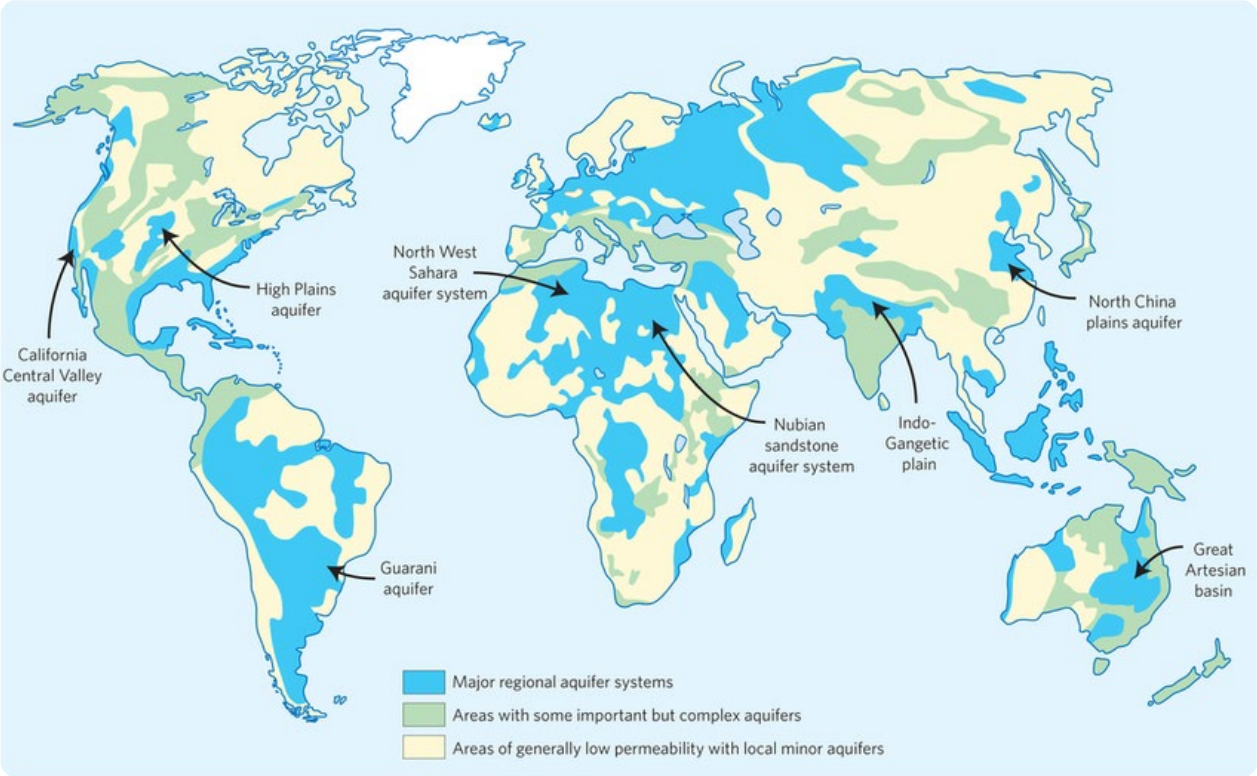 North West
Sahara
aquifer system
High Plains
aquifer
North China
plains aquifer
California
Central Valley
aquifer
Indo-
Gangetic
plain
Nubian
sandstone
aquifer system
Guarani
aquifer
Great
Artesian
basin
Major regional aquifer systems
Areas with some important but complex aquifers
Areas of generally low permeability with local minor aquifers